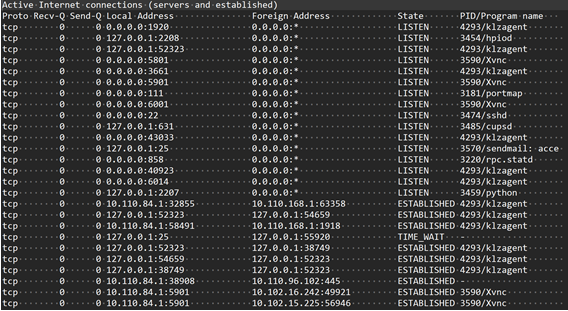 Active Internet connections (servers and established)
Proto Recv-Q Send-Q Local Address Foreign Address State PID/Program name
tcp 0 0 0.0.0.0:1920 0.0.0.0:* LISTEN 4293/klzagent
tcp 0 0 127.0.0.1:2208 0.0.0.0:* LISTEN 3454/hpiod
tcp 0 0 127.0.0.1:52323 0.0.0.0:* LISTEN 4293/klzagent
tcp 0 0 0.0.0.0:5801 0.0.0.0:* LISTEN 3590/Xvnc
tcp 0 0 0.0.0.0:3661 0.0.0.0:* LISTEN 4293/klzagent
tcp 0 0 0.0.0.0:5901 0.0.0.0:* LISTEN 3590/Xvnc
tcp 0 0 0.0.0.0:111 0.0.0.0:* LISTEN 3181/portmap
tcp 0 0 0.0.0.0:6001 0.0.0.0:* LISTEN 3590/Xvnc
tcp 0 0 0.0.0.0:22 0.0.0.0:* LISTEN 3474/sshd
tcp 0 0 127.0.0.1:631 0.0.0.0:* LISTEN 3485/cupsd
tcp 0 0 0.0.0.0:43033 0.0.0.0:* LISTEN 4293/klzagent
tcp 0 0 127.0.0.1:25 0.0.0.0:* LISTEN 3570/sendmail: acce
tcp 0 0 0.0.0.0:858 0.0.0.0:* LISTEN 3220/rpc.statd
tcp 0 0 0.0.0.0:40923 0.0.0.0:* LISTEN 4293/klzagent
tcp 0 0 0.0.0.0:6014 0.0.0.0:* LISTEN 4293/klzagent
tcp 0 0 127.0.0.1:2207 0.0.0.0:* LISTEN 3459/python
tcp 0 0 10.110.84.1:32855 10.110.168.1:63358 ESTABLISHED 4293/klzagent
tcp 0 0 127.0.0.1:52323 127.0.0.1:54659 ESTABLISHED 4293/klzagent
tcp 0 0 10.110.84.1:58491 10.110.168.1:1918 ESTABLISHED 4293/klzagent
tcp 0 0 127.0.0.1:25 127.0.0.1:55920 TIME_WAIT -
tcp 0 0 127.0.0.1:52323 127.0.0.1:38749 ESTABLISHED 4293/klzagent
tcp 0 0 127.0.0.1:54659 127.0.0.1:52323 ESTABLISHED 4293/klzagent
tcp 0 0 127.0.0.1:38749 127.0.0.1:52323 ESTABLISHED 4293/klzagent
tcp 0 0 10.110.84.1:38908 10.110.96.102:445 ESTABLISHED -
tcp 0 0 10.110.84.1:5901 10.102.16.242:49921 ESTABLISHED 3590/Xvnc
tcp 0 0 10.110.84.1:5901 10.102.15.225:56946 ESTABLISHED 3590/Xvnc